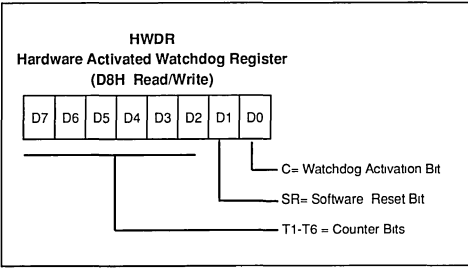 HWDR
Hardware Activated Watchdog Register
(D8H Read/Write)
D7 D6 D5 D4 D3 D2 D1 D0
C= Watchdog Activation Bit
SR= Software Reset Bit
T1-T6 = Counter Bits